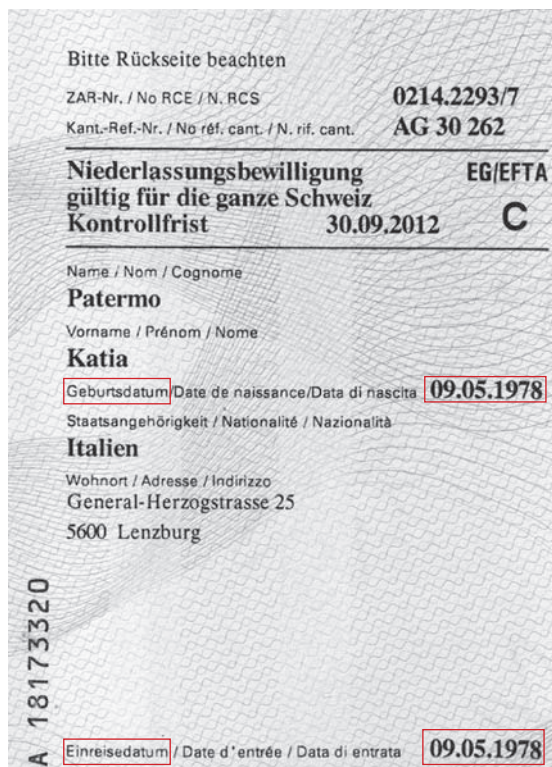 Bitte Rückseite beachten
ZAR-Nr. / No RCE / N. RCS 0214.2293/7
Kant.-Ref.-Nr. / No réf. cant. / N. rif. cant. AG 30 262
Niederlassungsbewilligung EG/EFTA
gültig für die ganze Schweiz C
Kontrollfrist 30.09.2012
Name / Nom / Cognome
Patermo
Vorname / Prénom / Nome
Katia
Geburtsdatum/Date de naissance/Data di nascita 09.05.1978
Staatsangehörigkeit / Nationalité / Nazionalità
Italien
Wohnort / Adresse / Indirizzo
General-Herzogstrasse 25
5600 Lenzburg
A 18173320
Einreisedatum / Date d'entrée / Data di entrata 09.05.1978